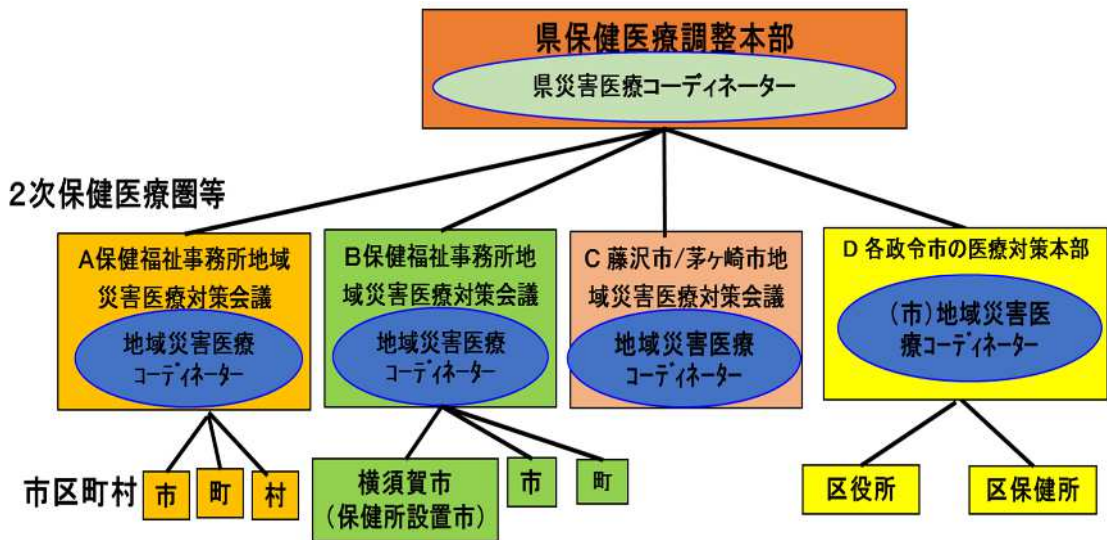 県保健医療調整本部
県災害医療コーディネーター
2次保健医療圏等
A保健福祉事務所地域
災害医療対策会議
地域災害医療
コーディネーター
B保健福祉事務所地
域災害医療対策会議
地域災害医療
コーディネーター
C 藤沢市/茅ヶ崎市地
域災害医療対策会議
地域災害医療
コーディネーター
D 各政令市の医療対策本部
(市)地域災害医
療コーディネーター
市区町村
市
町
村
横須賀市
(保健所設置市)
市
町
区役所
区保健所